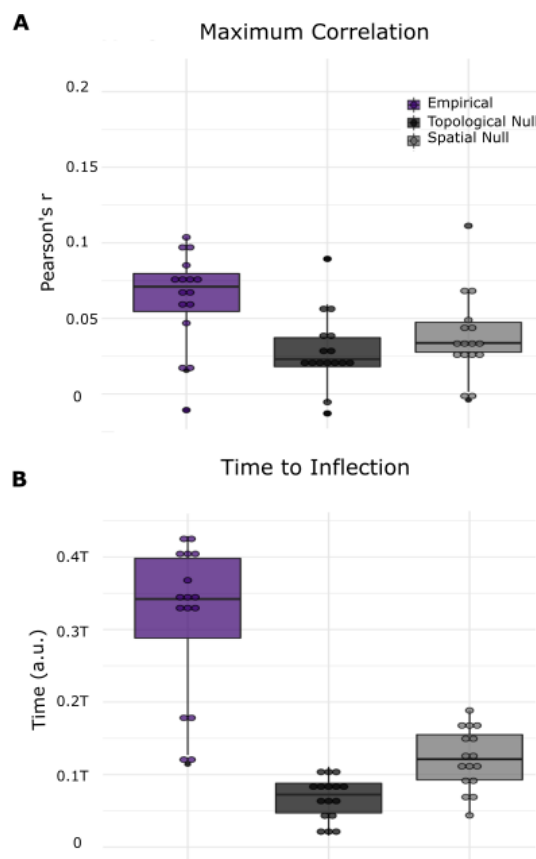 A
Maximum Correlation
Pearson's r
0.2
0.15
0.1
0.05
0
Empirical
Topological Null
Spatial Null
B
Time to Inflection
Time (a.u.)
0.4T
0.3T
0.2T
0.1T
0